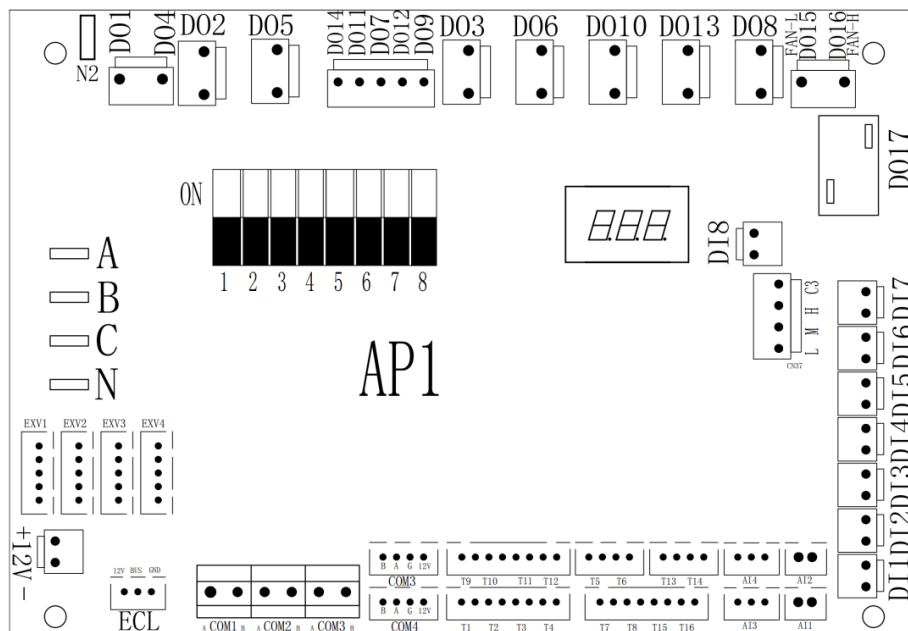 DO1
DO4
DO2
DO5
DO14
DO11
DO7
DO12
DO9
DO3
DO6
DO10
DO13
DO8
FAN-L
DO15
DO16
FAN-H
N2
DO17
ON
1 2 3 4 5 6 7 8
DI8
A
B
C
N
L M H C3
CN37
AP1
DI7
DI6
DI5
DI4
DI3
DI2
DI1
EXV1 EXV2 EXV3 EXV4
+12V-
12V BUS GND
ECL
B A G 12V
COM3
T9 T10 T11 T12
T5 T6
T13 T14
AI4
AI2
A COM1 B A COM2 B A COM3 B
B A G 12V
COM4
T1 T2 T3 T4
T7 T8 T15 T16
AI3
AI1